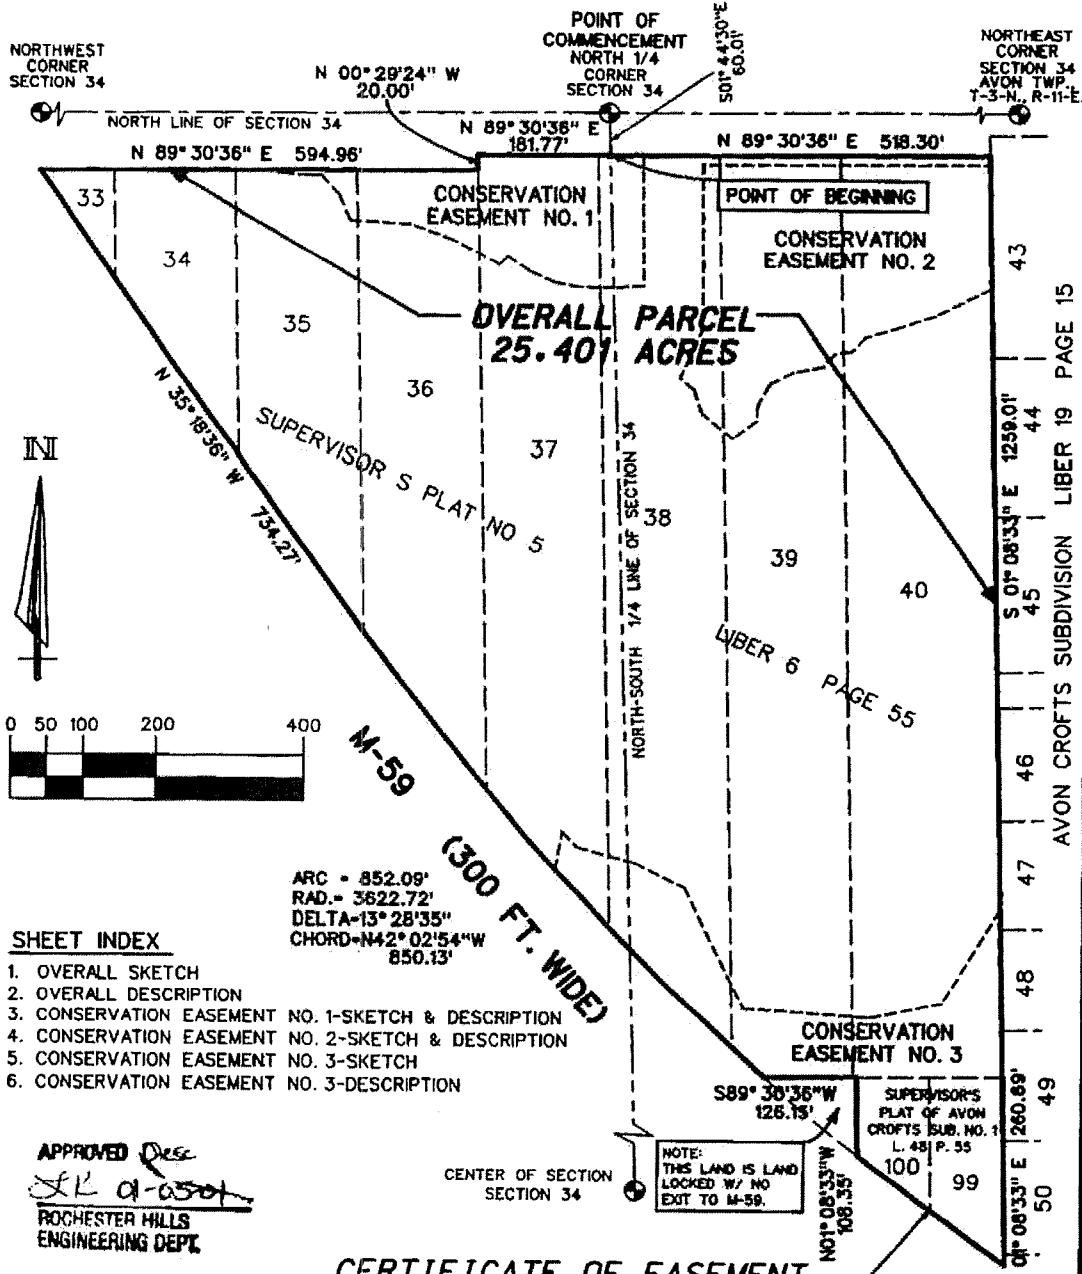 NORTHWEST
CORNER
SECTION 34
N 00° 29'24" W
20.00'
POINT OF
COMMENCEMENT
NORTH 1/4
CORNER
SECTION 34
S01° 44'30"E
60.01'
NORTHEAST
CORNER
SECTION 34
AVON TWP.,
T-3-N., R-11-E.
NORTH LINE OF SECTION 34
N 89° 30'36" E 594.96'
N 89° 30'36" E
181.77'
N 89° 30'36" E 518.30'
CONSERVATION
EASEMENT NO. 1
POINT OF BEGINNING
CONSERVATION
EASEMENT NO. 2
33
34
35
36
37
38
39
40
43
44
45
46
47
48
49
50
OVERALL PARCEL
25.401 ACRES
N 35° 18'36" W
734.27'
SUPERVISOR S PLAT NO 5
LIBER 6 PAGE 55
NORTH-SOUTH 1/4 LINE OF SECTION 34
S 01° 08'33" E 1259.01'
AVON CROFTS SUBDIVISION LIBER 19 PAGE 15
N
0 50 100 200 400
M-59 (300 FT. WIDE)
ARC = 852.09'
RAD.= 3622.72'
DELTA=13° 28'35"
CHORD=N42° 02'54"W
850.13'
SHEET INDEX
1. OVERALL SKETCH
2. OVERALL DESCRIPTION
3. CONSERVATION EASEMENT NO. 1-SKETCH & DESCRIPTION
4. CONSERVATION EASEMENT NO. 2-SKETCH & DESCRIPTION
5. CONSERVATION EASEMENT NO. 3-SKETCH
6. CONSERVATION EASEMENT NO. 3-DESCRIPTION
CONSERVATION
EASEMENT NO. 3
S89° 30'36"W
126.15'
SUPERVISOR'S
PLAT OF AVON
CROFTS SUB. NO. 1
L. 48 P. 55
100
99
N01° 08'33"W
108.35'
01° 08'33" E 260.89'
NOTE:
THIS LAND IS LAND
LOCKED W/ NO
EXIT TO M-59.
CENTER OF SECTION
SECTION 34
APPROVED Desc
ROCHESTER HILLS
ENGINEERING DEPT.
CERTIFICATE OF EASEMENT